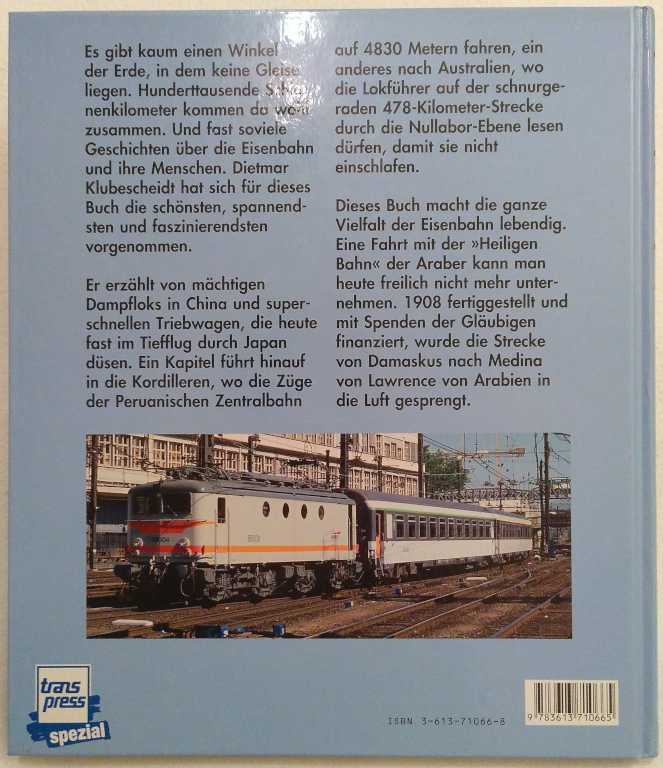 Es gibt kaum einen Winkel
der Erde, in dem keine Gleise
liegen. Hunderttausende Schie-
nenkilometer kommen da wohl
zusammen. Und fast soviele
Geschichten über die Eisenbahn
und ihre Menschen. Dietmar
Klubescheidt hat sich für dieses
Buch die schönsten, spannend-
sten und faszinierendsten
vorgenommen.
Er erzählt von mächtigen
Dampfloks in China und super-
schnellen Triebwagen, die heute
fast im Tiefflug durch Japan
düsen. Ein Kapitel führt hinauf
in die Kordilleren, wo die Züge
der Peruanischen Zentralbahn
auf 4830 Metern fahren, ein
anderes nach Australien, wo
die Lokführer auf der schnurge-
raden 478-Kilometer-Strecke
durch die Nullabor-Ebene lesen
dürfen, damit sie nicht
einschlafen.
Dieses Buch macht die ganze
Vielfalt der Eisenbahn lebendig.
Eine Fahrt mit der »Heiligen
Bahn« der Araber kann man
heute freilich nicht mehr unter-
nehmen. 1908 fertiggestellt und
mit Spenden der Gläubigen
finanziert, wurde die Strecke
von Damaskus nach Medina
von Lawrence von Arabien in
die Luft gesprengt.
trans
press
spezial
ISBN 3-613-71066-8
9 783613 710665